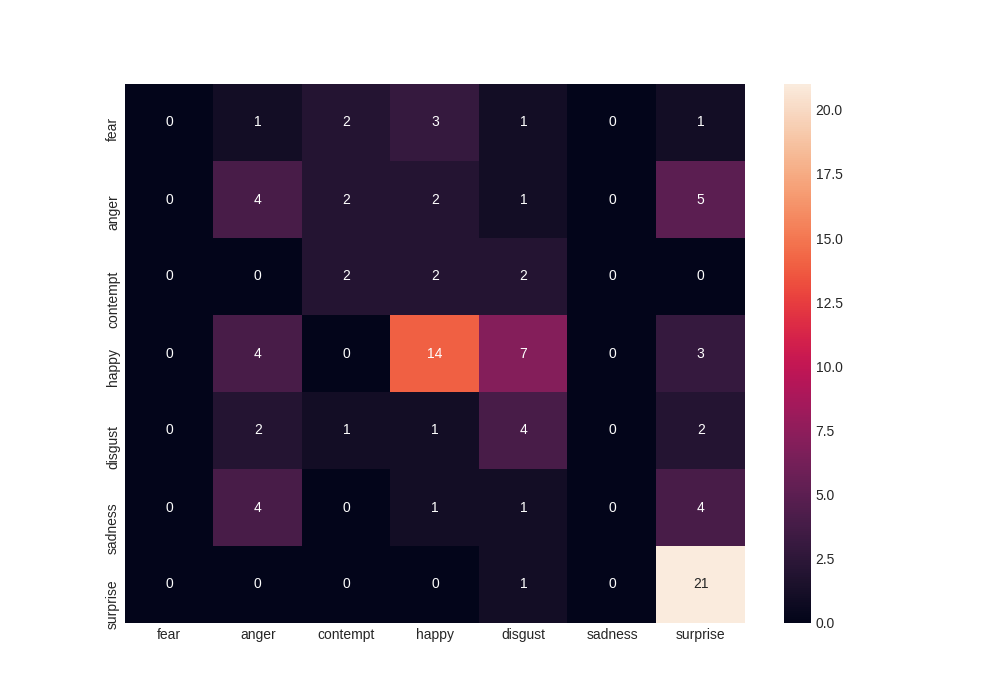 fear 0 1 2 3 1 0 1
anger 0 4 2 2 1 0 5
contempt 0 0 2 2 2 0 0
happy 0 4 0 14 7 0 3
disgust 0 2 1 1 4 0 2
sadness 0 4 0 1 1 0 4
surprise 0 0 0 0 1 0 21
fear anger contempt happy disgust sadness surprise
20.0
17.5
15.0
12.5
10.0
7.5
5.0
2.5
0.0